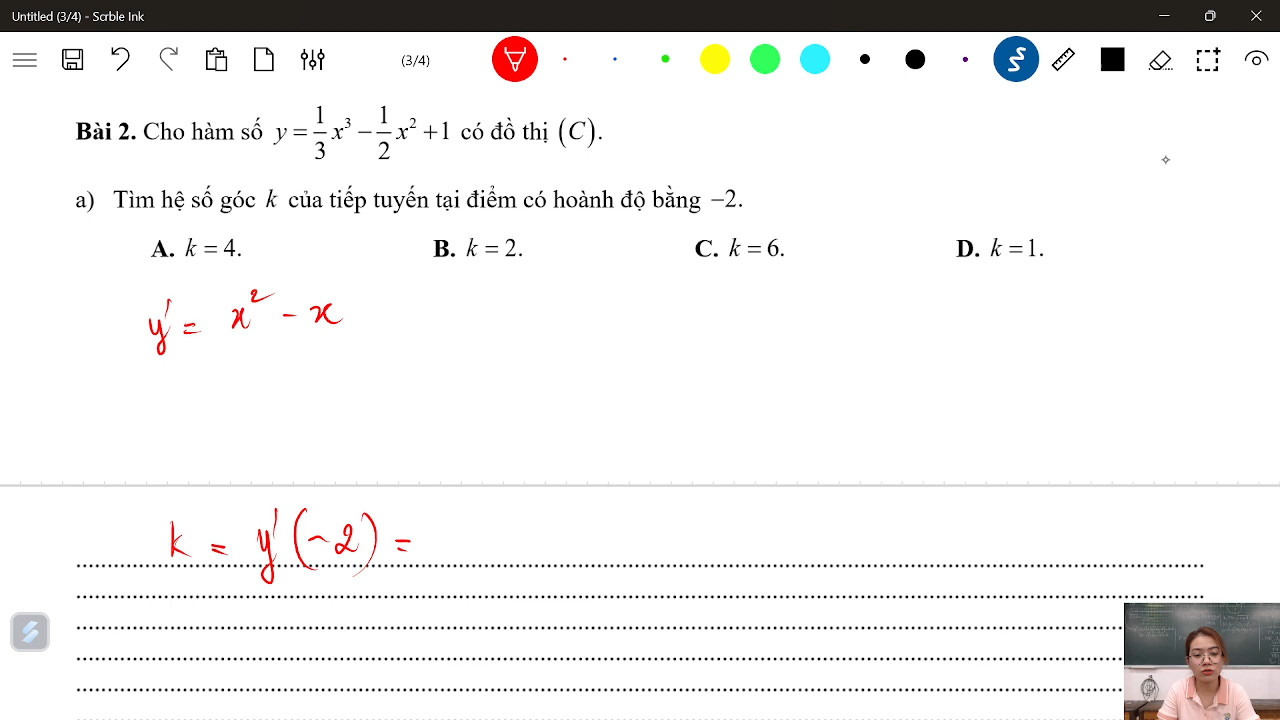 Untitled (3/4) - Scrble Ink
(3/4)
Bài 2. Cho hàm số y = 1/3 x³ − 1/2 x² + 1 có đồ thị (C).
a) Tìm hệ số góc k của tiếp tuyến tại điểm có hoành độ bằng −2.
A. k = 4. B. k = 2. C. k = 6. D. k = 1.
y' = x² - x
k = y'(-2) =